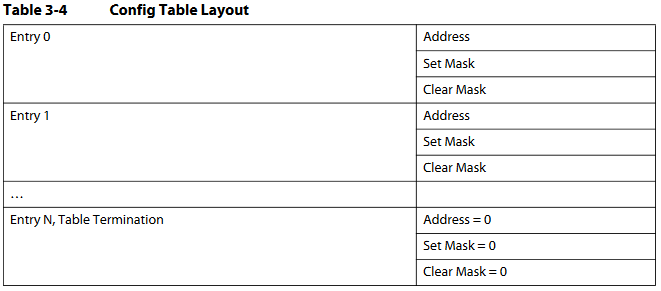 Table 3-4 Config Table Layout
Entry 0 Address
Set Mask
Clear Mask
Entry 1 Address
Set Mask
Clear Mask
…
Entry N, Table Termination Address = 0
Set Mask = 0
Clear Mask = 0